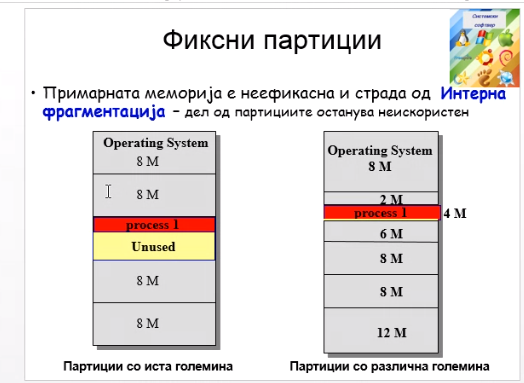 Системски
софтвер
Фиксни партиции
• Примарната меморија е неефикасна и страда од Интерна
фрагментација – дел од партициите останува неискористен
Operating System
8 M
8 M
process 1
Unused
8 M
8 M
Партиции со иста големина
Operating System
8 M
2 M
process 1
4 M
6 M
8 M
8 M
12 M
Партиции со различна големина